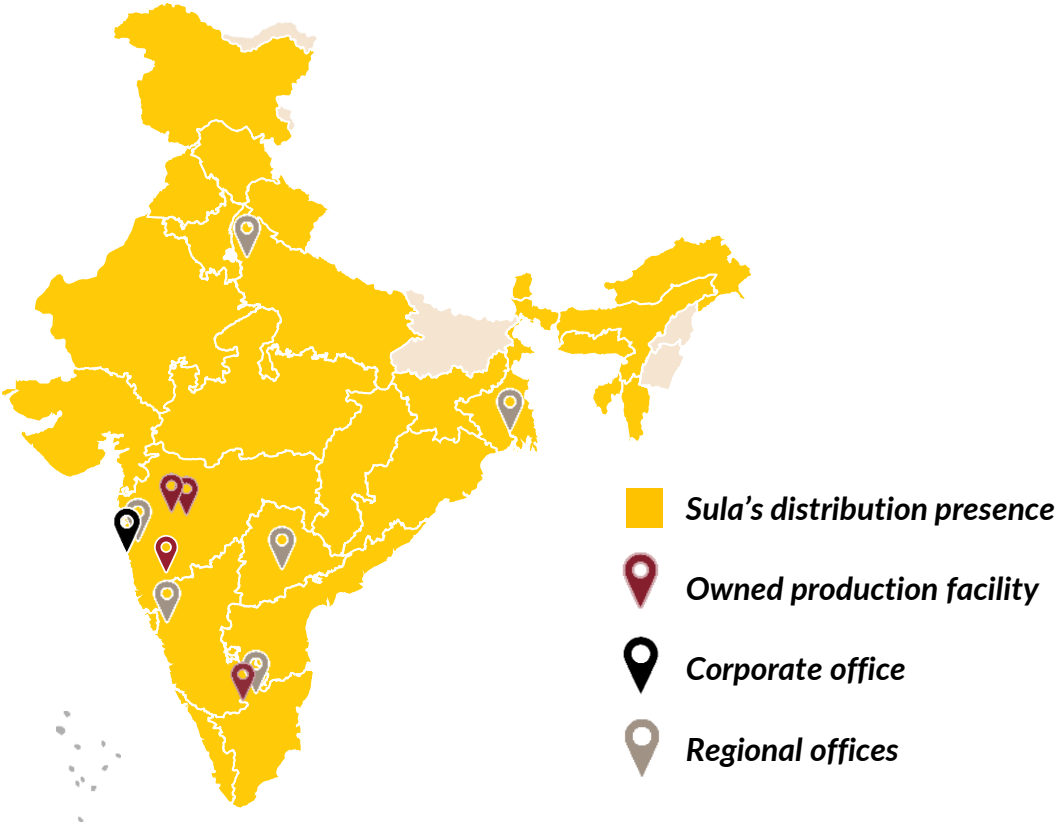 Sula’s distribution presence
Owned production facility
Corporate office
Regional offices